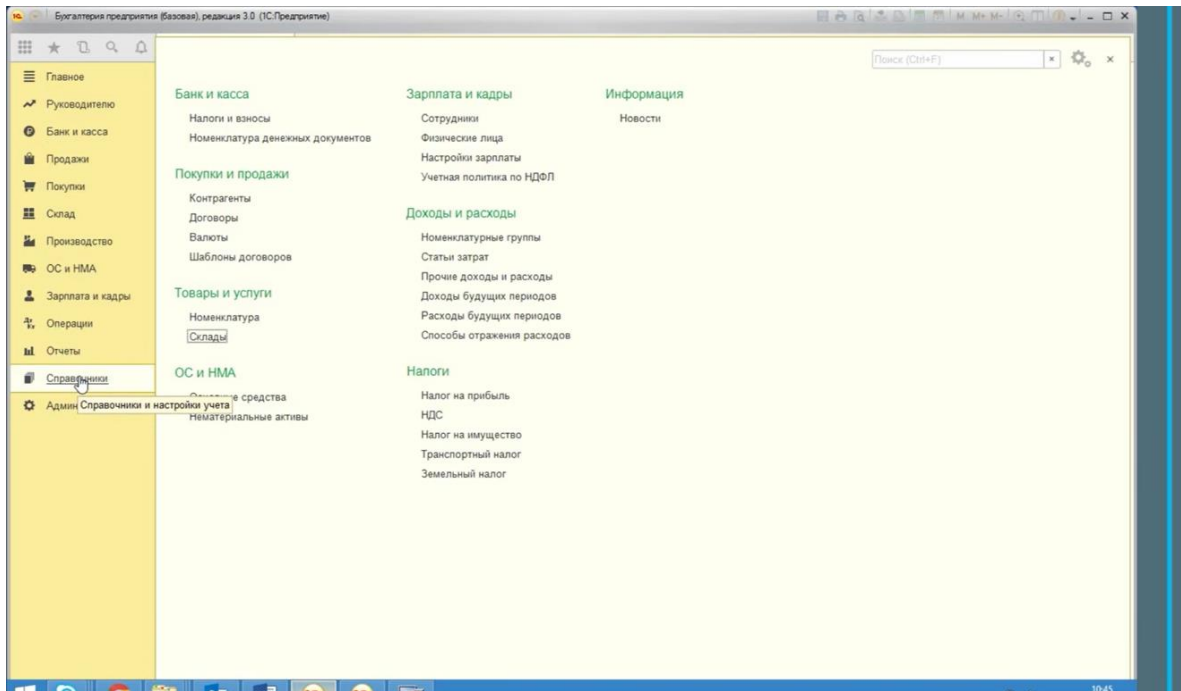 Бухгалтерия предприятия (базовая), редакция 3.0 (1С:Предприятие)
M M+ M-
Поиск (Ctrl+F)
Главное
Руководителю
Банк и касса
Продажи
Покупки
Склад
Производство
ОС и НМА
Зарплата и кадры
Операции
Отчеты
Справочники
Админ
Справочники и настройки учета
Банк и касса
Налоги и взносы
Номенклатура денежных документов
Покупки и продажи
Контрагенты
Договоры
Валюты
Шаблоны договоров
Товары и услуги
Номенклатура
Склады
ОС и НМА
Основные средства
Нематериальные активы
Зарплата и кадры
Сотрудники
Физические лица
Настройки зарплаты
Учетная политика по НДФЛ
Доходы и расходы
Номенклатурные группы
Статьи затрат
Прочие доходы и расходы
Доходы будущих периодов
Расходы будущих периодов
Способы отражения расходов
Налоги
Налог на прибыль
НДС
Налог на имущество
Транспортный налог
Земельный налог
Информация
Новости
10:45